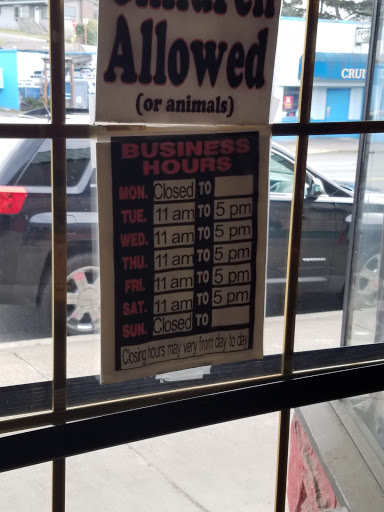 Children
Allowed
(or animals)
BUSINESS
HOURS
MON. Closed TO
TUE. 11 am TO 5 pm
WED. 11 am TO 5 pm
THU. 11 am TO 5 pm
FRI. 11 am TO 5 pm
SAT. 11 am TO 5 pm
SUN. Closed TO
Closing hours may very from day to day
CRUI